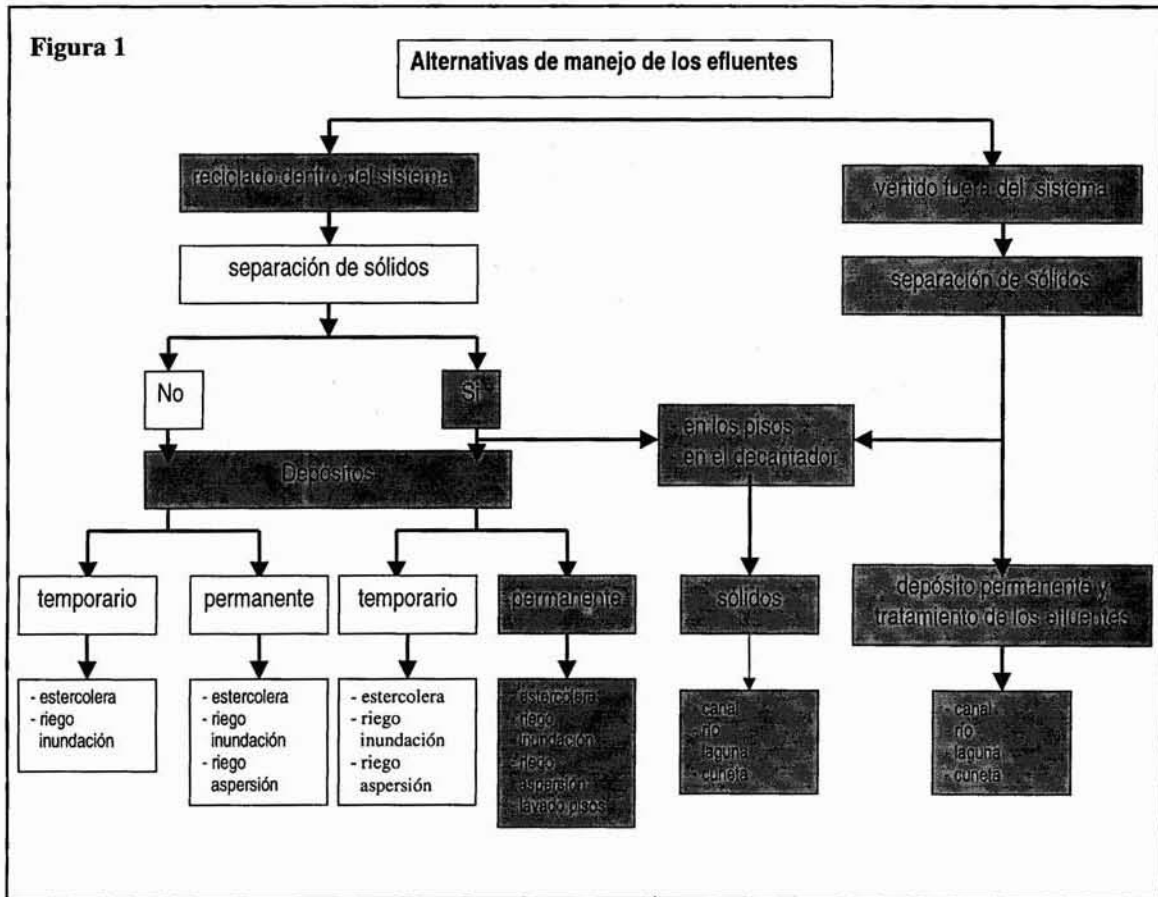 Figura 1
Alternativas de manejo de los efluentes
reciclado dentro del sistema
vertido fuera del sistema
separación de sólidos
separación de sólidos
No
Si
- en los pisos
- en el decantador
Depósitos
temporario
permanente
temporario
permanente
sólidos
depósito permanente y
tratamiento de los efluentes
- estercolera
- riego
inundación
- estercolera
- riego
inundación
- riego
aspersión
- estercolera
- riego
inundación
- riego
aspersión
- estercolera
- riego
inundación
- riego
aspersión
lavado pisos
- canal
- río
- laguna
- cuneta
- canal
- río
- laguna
- cuneta